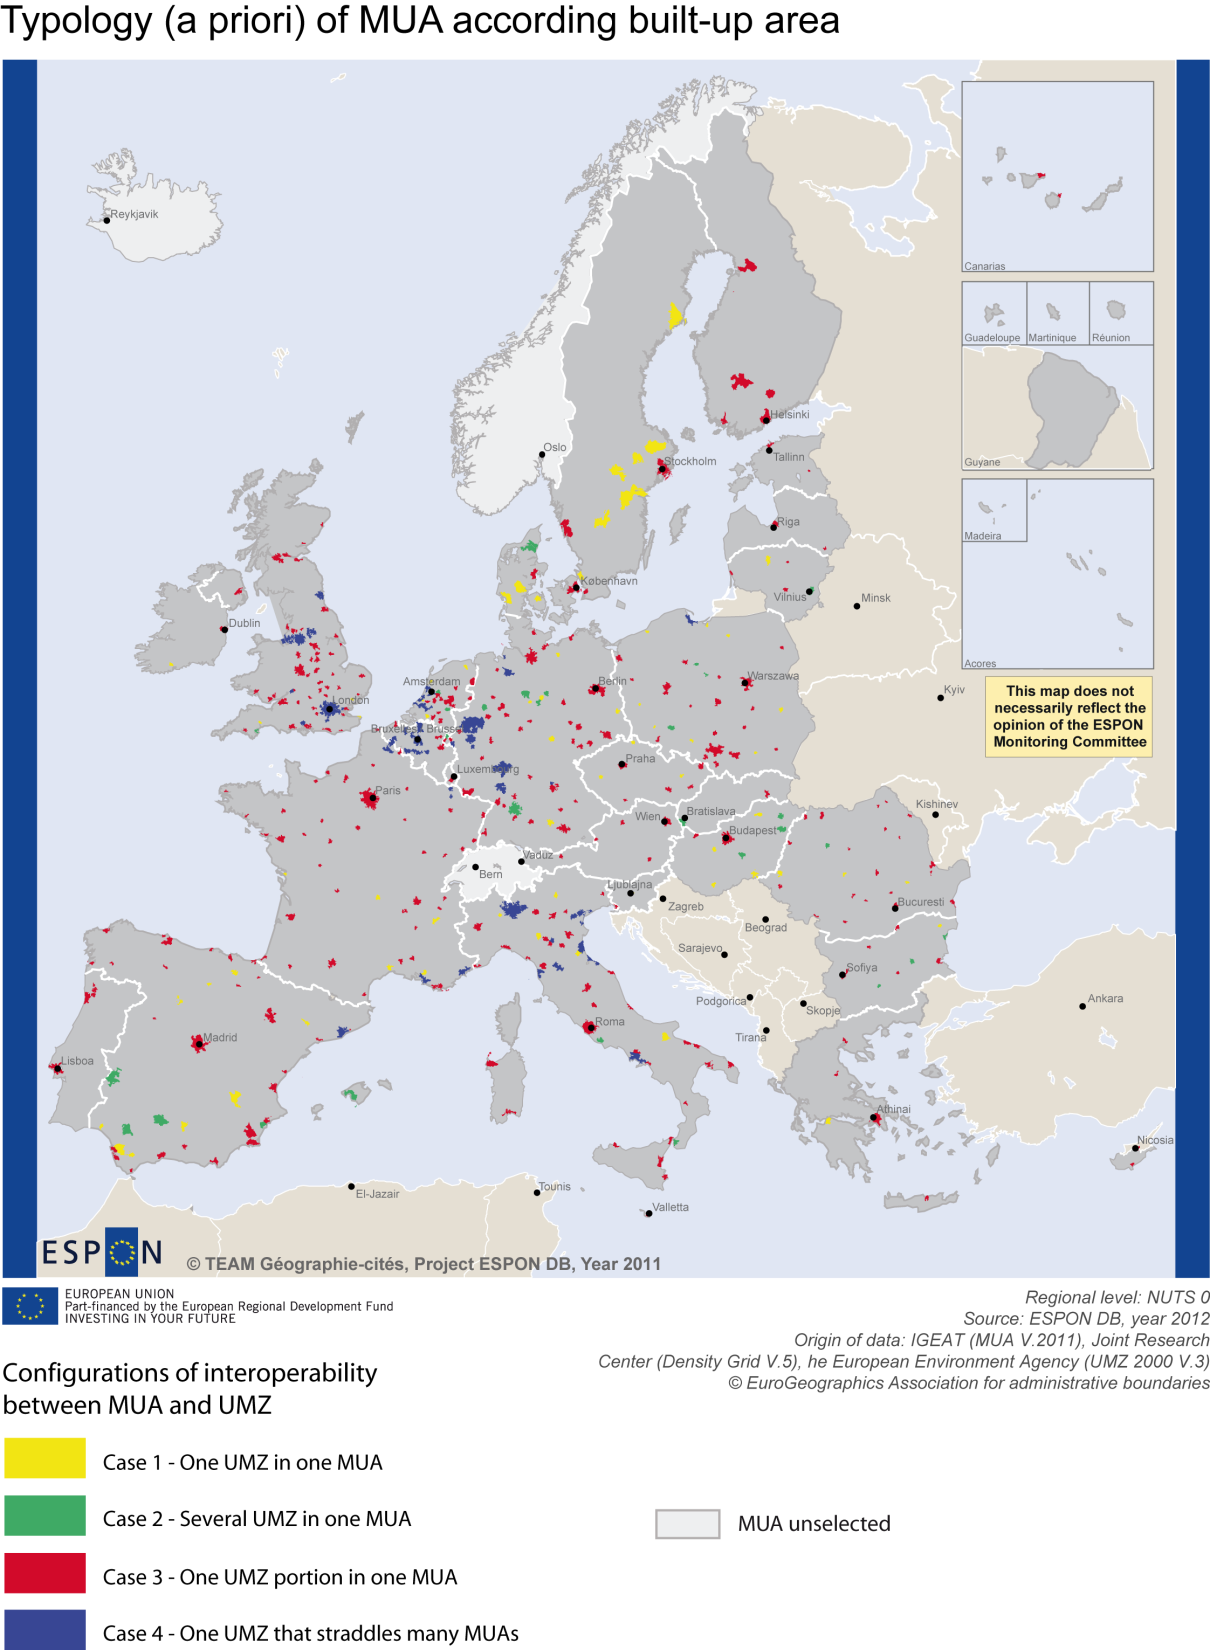 Typology (a priori) of MUA according built-up area
Reykjavik
Canarias
Guadeloupe
Martinique
Réunion
Guyane
Madeira
Acores
Helsinki
Oslo
Tallinn
Stockholm
Riga
København
Vilnius
Minsk
Dublin
Amsterdam
Berlin
Warszawa
London
Kyiv
This map does not
necessarily reflect the
opinion of the ESPON
Monitoring Committee
Bruxelles
Praha
Luxembourg
Paris
Wien
Bratislava
Kishinev
Budapest
Vaduz
Bern
Ljubljana
Zagreb
Bucuresti
Beograd
Sarajevo
Sofiya
Podgorica
Skopje
Ankara
Roma
Tirana
Madrid
Lisboa
Athinai
Nicosia
El-Jazair
Tounis
Valletta
ESPON
© TEAM Géographie-cités, Project ESPON DB, Year 2011
EUROPEAN UNION
Part-financed by the European Regional Development Fund
INVESTING IN YOUR FUTURE
Regional level: NUTS 0
Source: ESPON DB, year 2012
Origin of data: IGEAT (MUA V.2011), Joint Research
Center (Density Grid V.5), he European Environment Agency (UMZ 2000 V.3)
© EuroGeographics Association for administrative boundaries
Configurations of interoperability
between MUA and UMZ
Case 1 - One UMZ in one MUA
Case 2 - Several UMZ in one MUA
MUA unselected
Case 3 - One UMZ portion in one MUA
Case 4 - One UMZ that straddles many MUAs